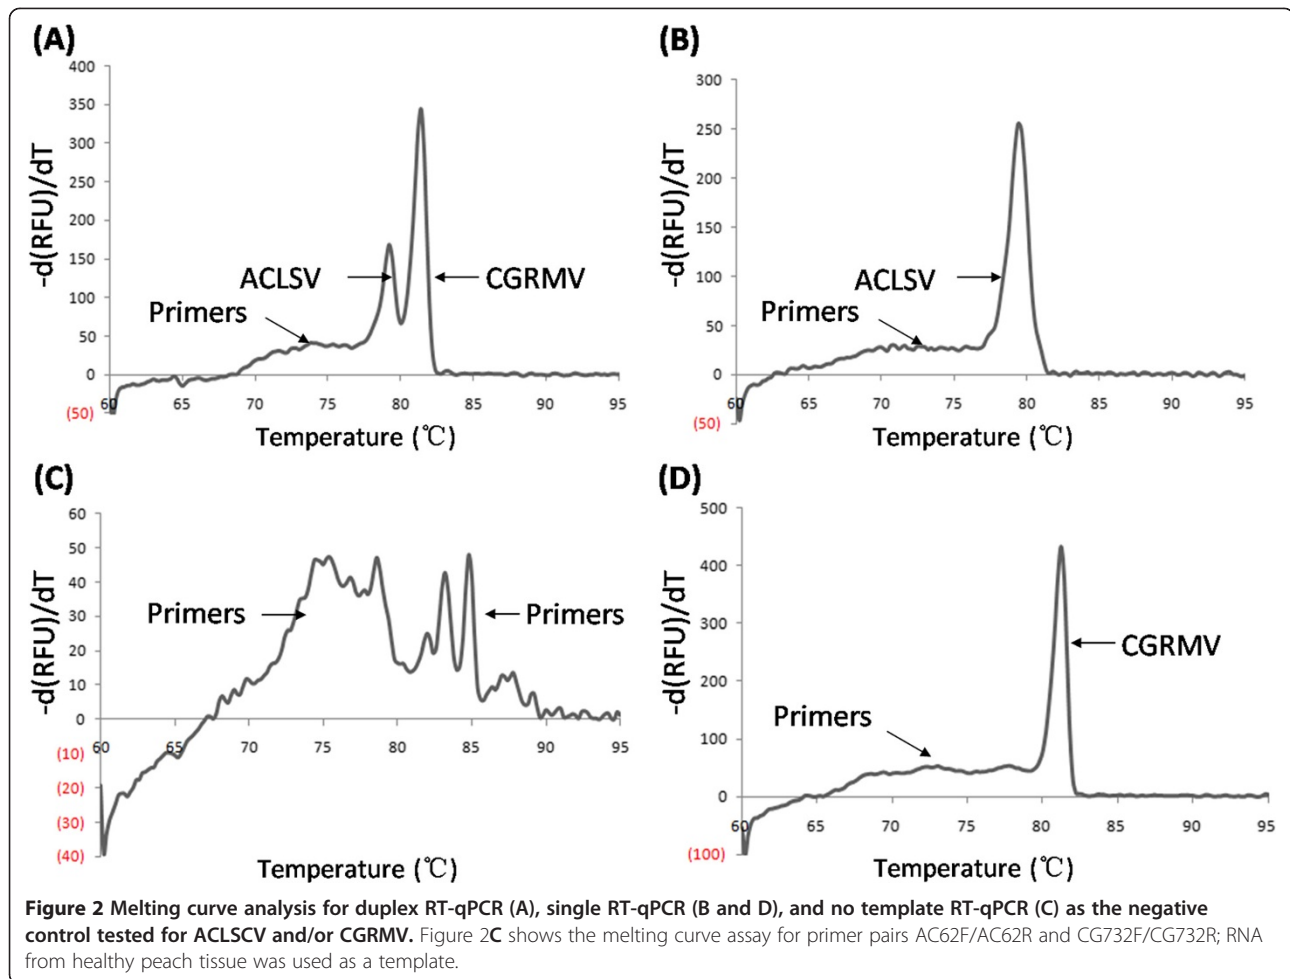 (A)
400
350
300
250
200
150
100
50
0
(50)
-d(RFU)/dT
ACLSV
CGRMV
Primers
60 65 70 75 80 85 90 95
Temperature (℃)
(B)
300
250
200
150
100
50
0
(50)
-d(RFU)/dT
ACLSV
Primers
60 65 70 75 80 85 90 95
Temperature (℃)
(C)
60
50
40
30
20
10
0
(10)
(20)
(30)
(40)
-d(RFU)/dT
Primers
Primers
60 65 70 75 80 85 90 95
Temperature (℃)
(D)
500
400
300
200
100
0
(100)
-d(RFU)/dT
CGRMV
Primers
60 65 70 75 80 85 90 95
Temperature (℃)
Figure 2 Melting curve analysis for duplex RT-qPCR (A), single RT-qPCR (B and D), and no template RT-qPCR (C) as the negative
control tested for ACLSCV and/or CGRMV. Figure 2C shows the melting curve assay for primer pairs AC62F/AC62R and CG732F/CG732R; RNA
from healthy peach tissue was used as a template.